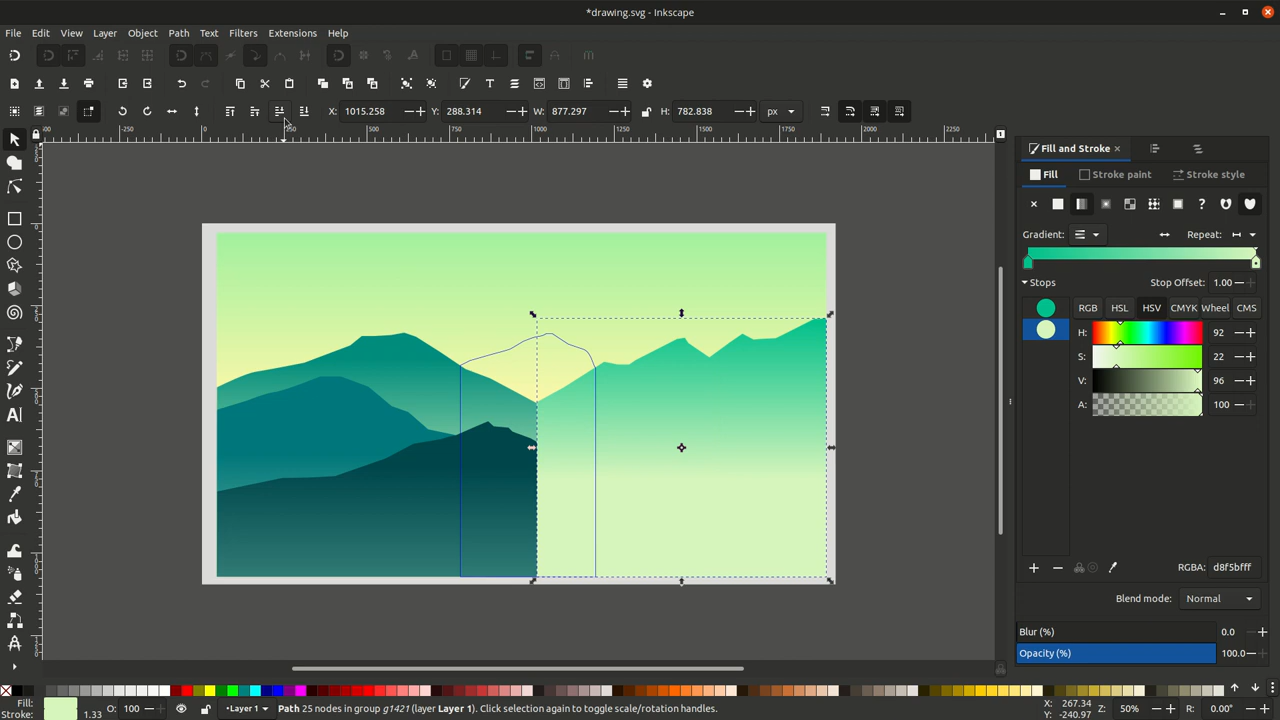 *drawing.svg - Inkscape
File Edit View Layer Object Path Text Filters Extensions Help
X: 1015.258 Y: 288.314 W: 877.297 H: 782.838 px
Fill and Stroke
Fill Stroke paint Stroke style
Gradient: Repeat:
Stops Stop Offset: 1.00
RGB HSL HSV CMYK Wheel CMS
H: 92
S: 22
V: 96
A: 100
RGBA: d8f5bfff
Blend mode: Normal
Blur (%) 0.0
Opacity (%) 100.0
Fill:
Stroke: 1.33 O: 100 •Layer 1 Path 25 nodes in group g1421 (layer Layer 1). Click selection again to toggle scale/rotation handles. X: 267.34 Y: -240.97 Z: 50% R: 0.00°